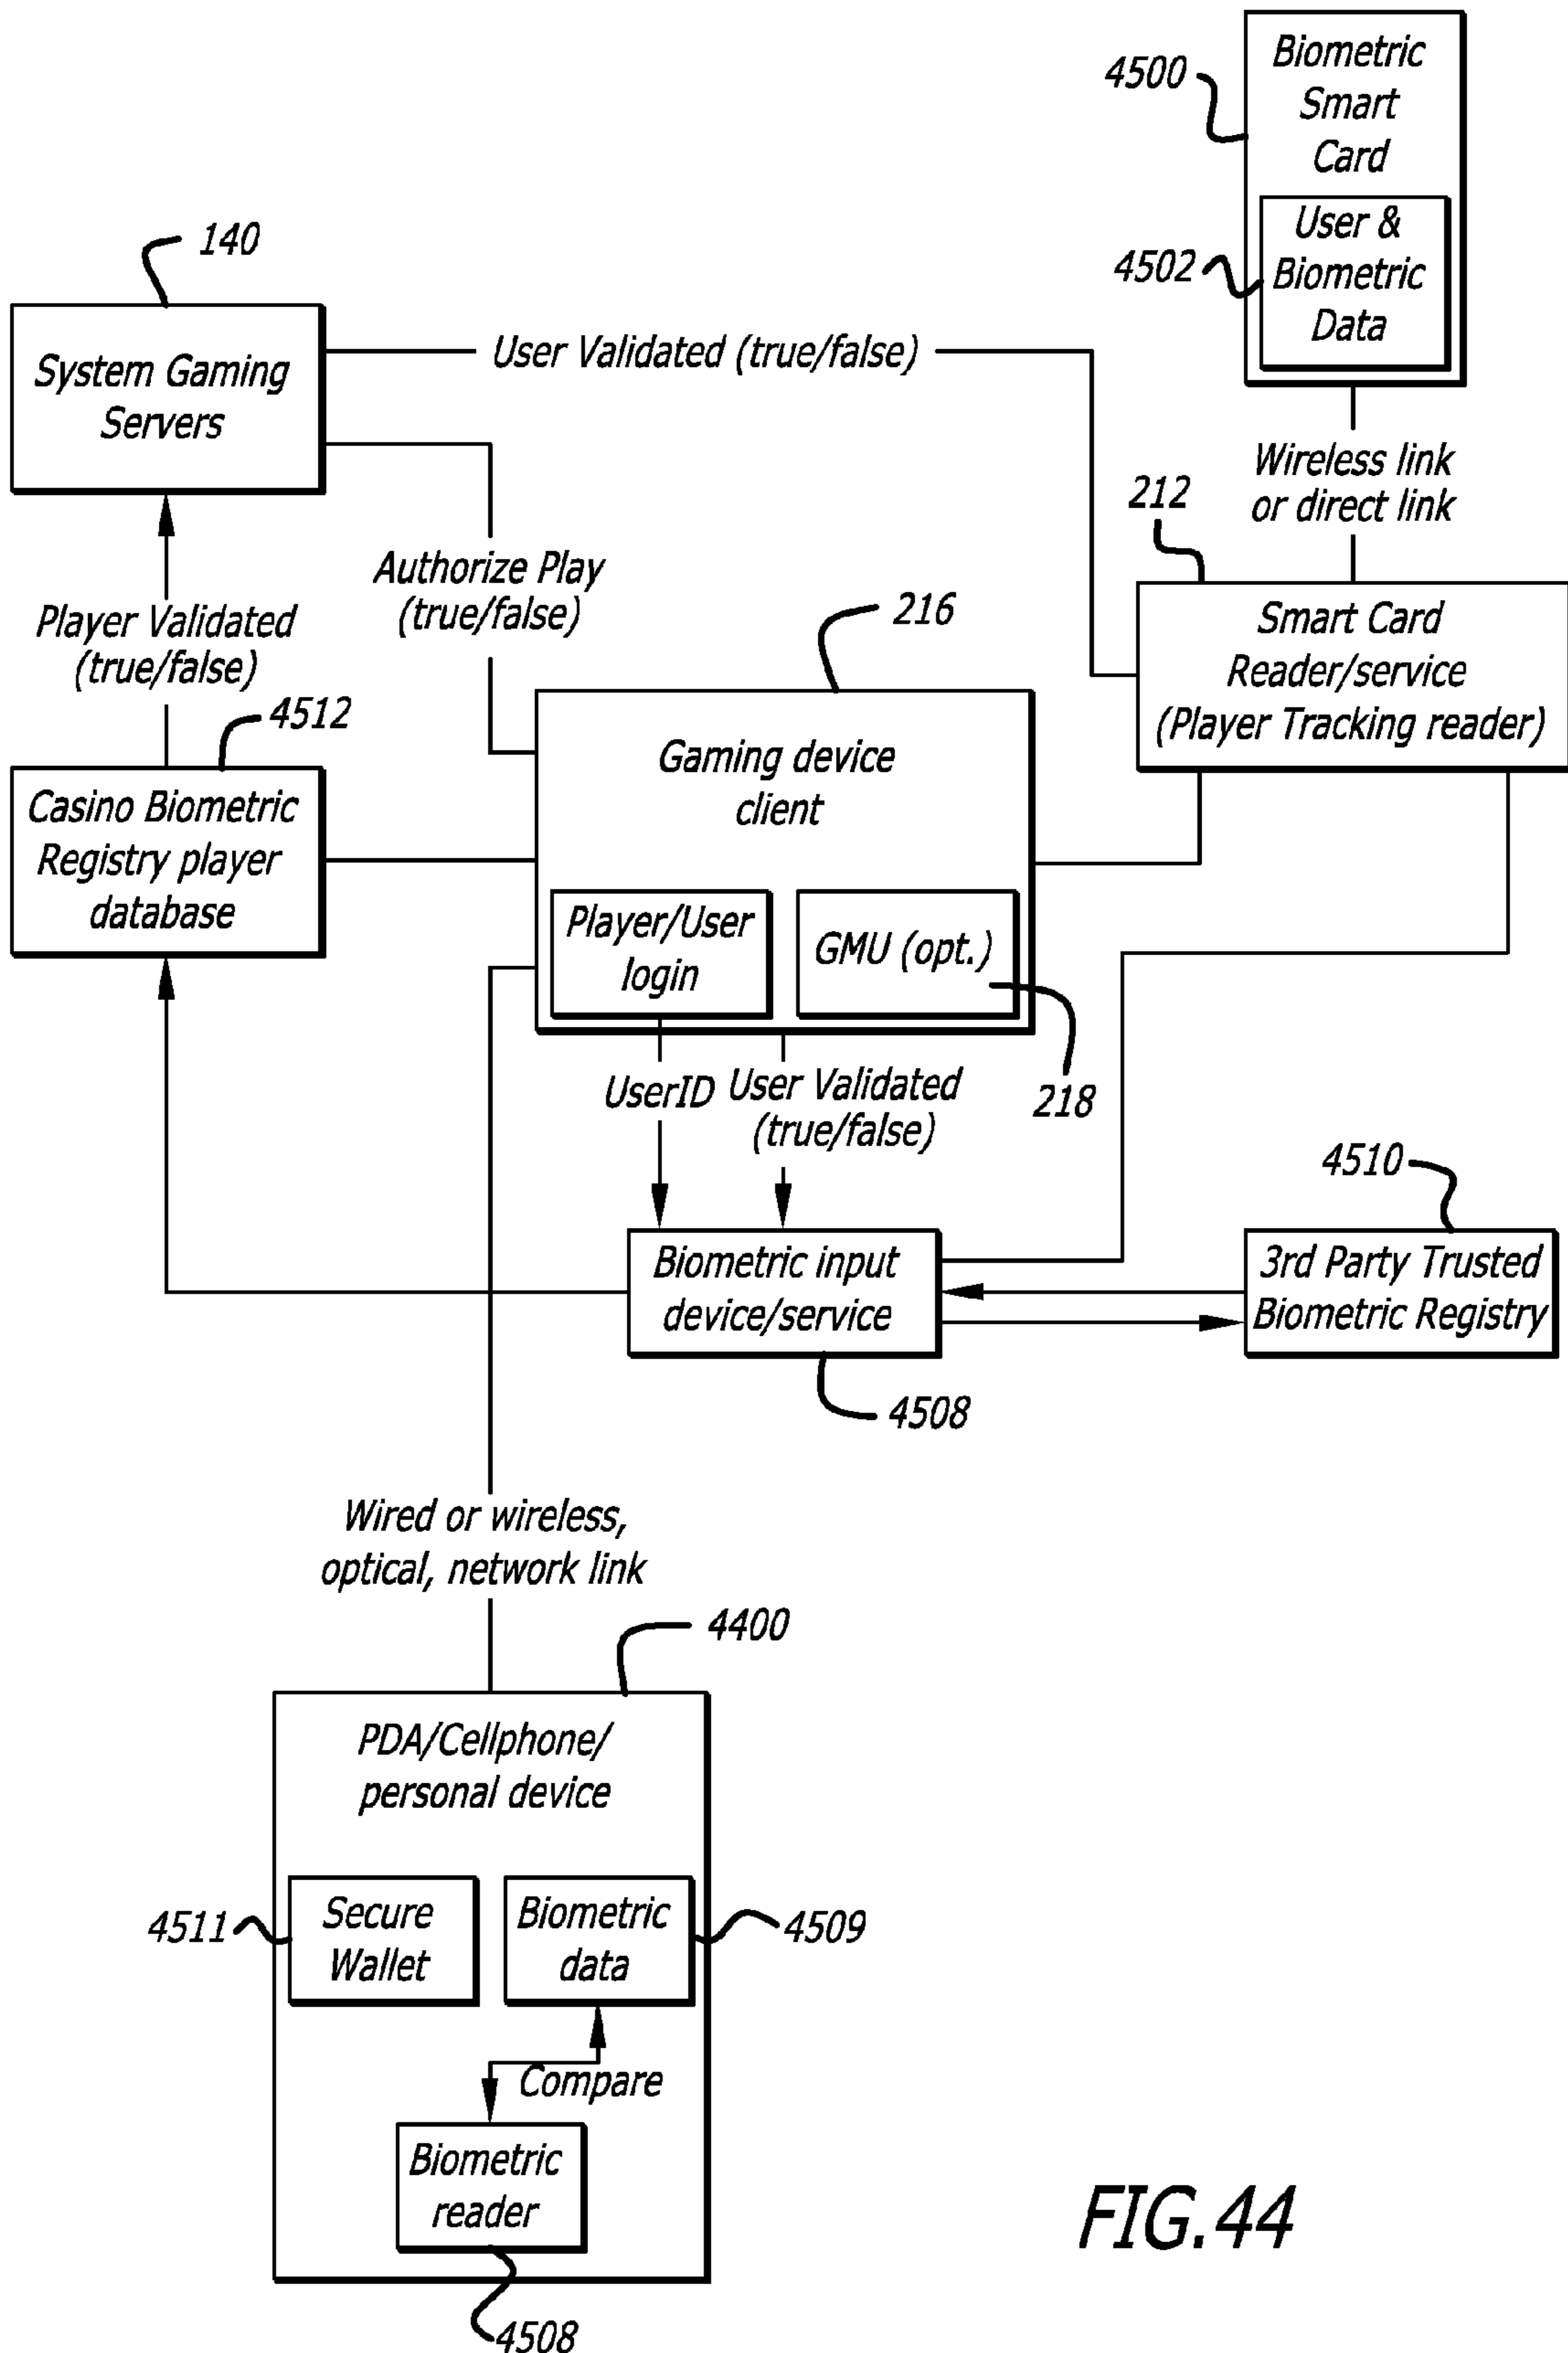 4500
Biometric
Smart
Card
4502
User &
Biometric
Data
140
System Gaming
Servers
User Validated (true/false)
Wireless link
or direct link
212
Authorize Play
(true/false)
Player Validated
(true/false)
216
Smart Card
Reader/service
(Player Tracking reader)
4512
Casino Biometric
Registry player
database
Gaming device
client
Player/User
login
GMU (opt.)
218
UserID
User Validated
(true/false)
4510
Biometric input
device/service
3rd Party Trusted
Biometric Registry
4508
Wired or wireless,
optical, network link
4400
PDA/Cellphone/
personal device
4511
Secure
Wallet
Biometric
data
4509
Compare
Biometric
reader
4508
FIG.44